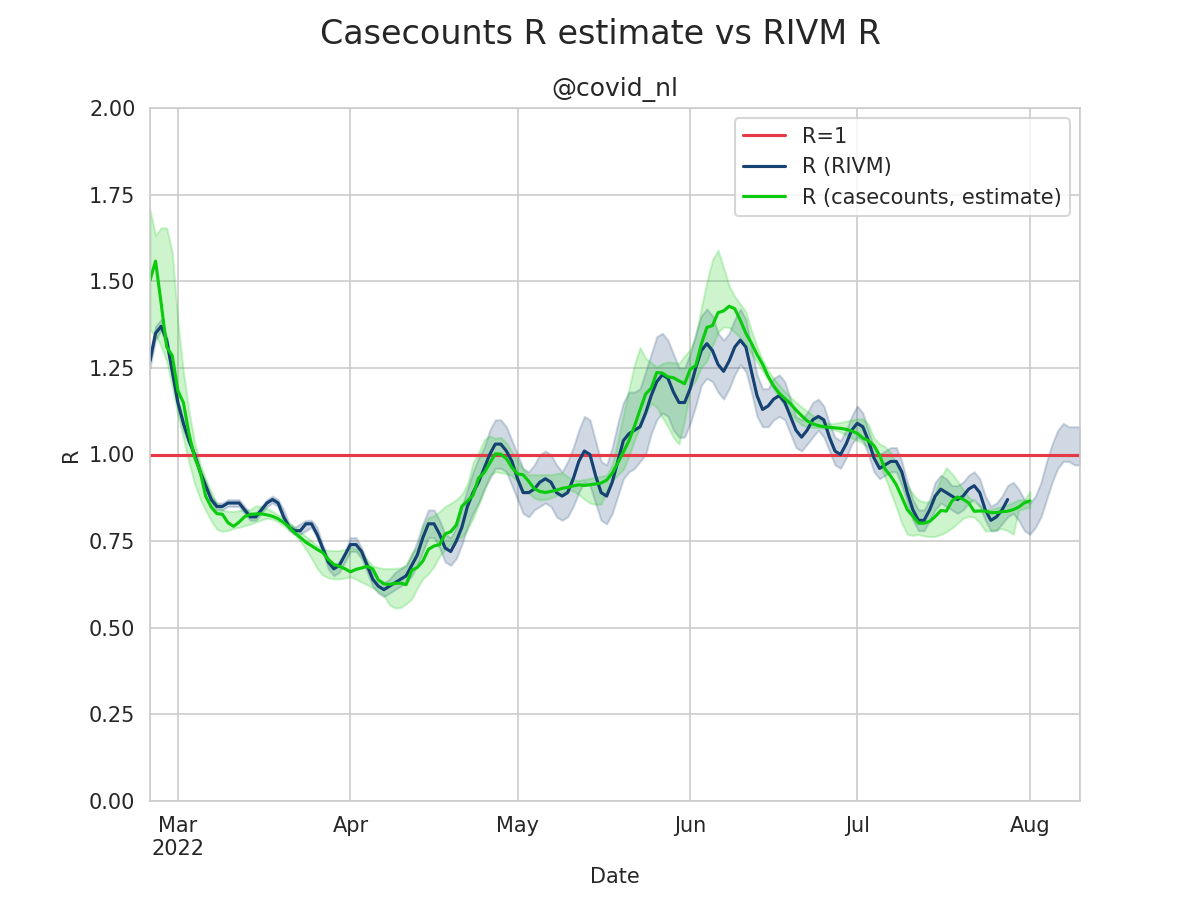 Casecounts R estimate vs RIVM R
@covid_nl
2.00
1.75
1.50
1.25
1.00
0.75
0.50
0.25
0.00
R
R=1
R (RIVM)
R (casecounts, estimate)
Mar
2022
Apr
May
Jun
Jul
Aug
Date